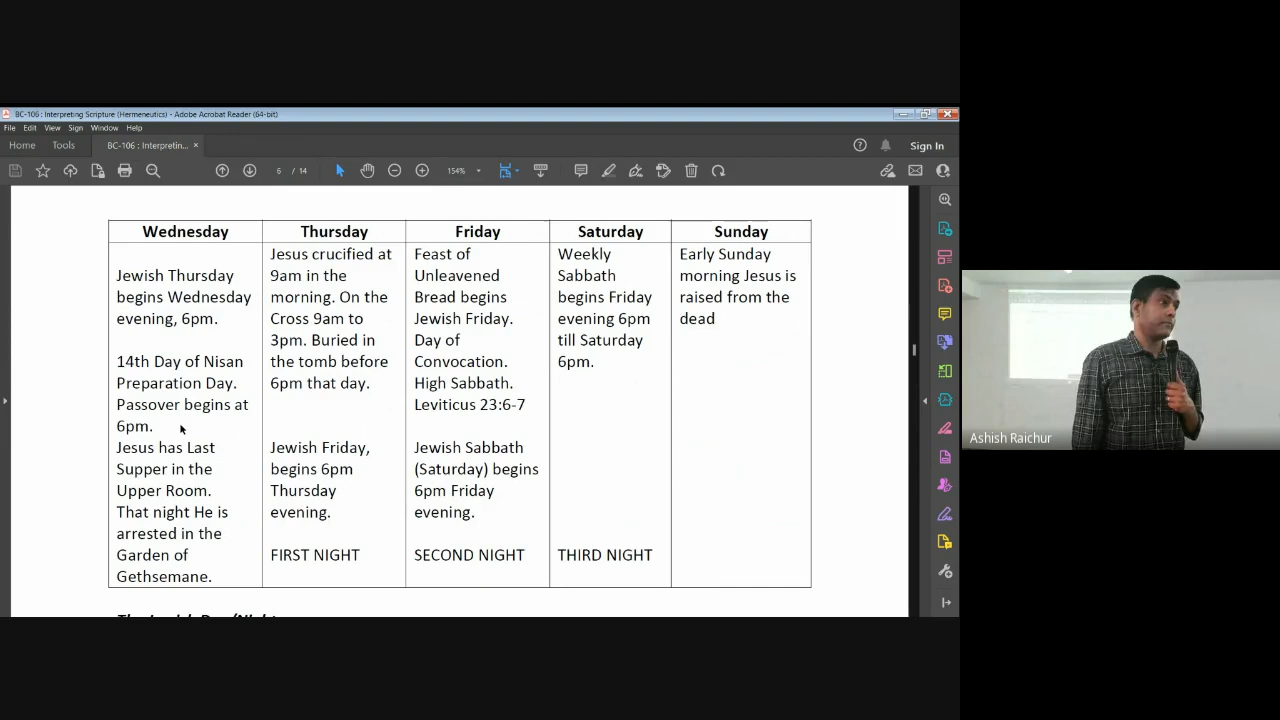 BC-106 : Interpreting Scripture (Hermeneutics) - Adobe Acrobat Reader (64-bit)
File Edit View Sign Window Help
Home Tools BC-106 : Interpretin... × Sign In
6 / 14 154%
Wednesday
Jewish Thursday
begins Wednesday
evening, 6pm.
14th Day of Nisan
Preparation Day.
Passover begins at
6pm.
Jesus has Last
Supper in the
Upper Room.
That night He is
arrested in the
Garden of
Gethsemane.
Thursday
Jesus crucified at
9am in the
morning. On the
Cross 9am to
3pm. Buried in
the tomb before
6pm that day.
Jewish Friday,
begins 6pm
Thursday
evening.
FIRST NIGHT
Friday
Feast of
Unleavened
Bread begins
Jewish Friday.
Day of
Convocation.
High Sabbath.
Leviticus 23:6-7
Jewish Sabbath
(Saturday) begins
6pm Friday
evening.
SECOND NIGHT
Saturday
Weekly
Sabbath
begins Friday
evening 6pm
till Saturday
6pm.
THIRD NIGHT
Sunday
Early Sunday
morning Jesus is
raised from the
dead
Ashish Raichur